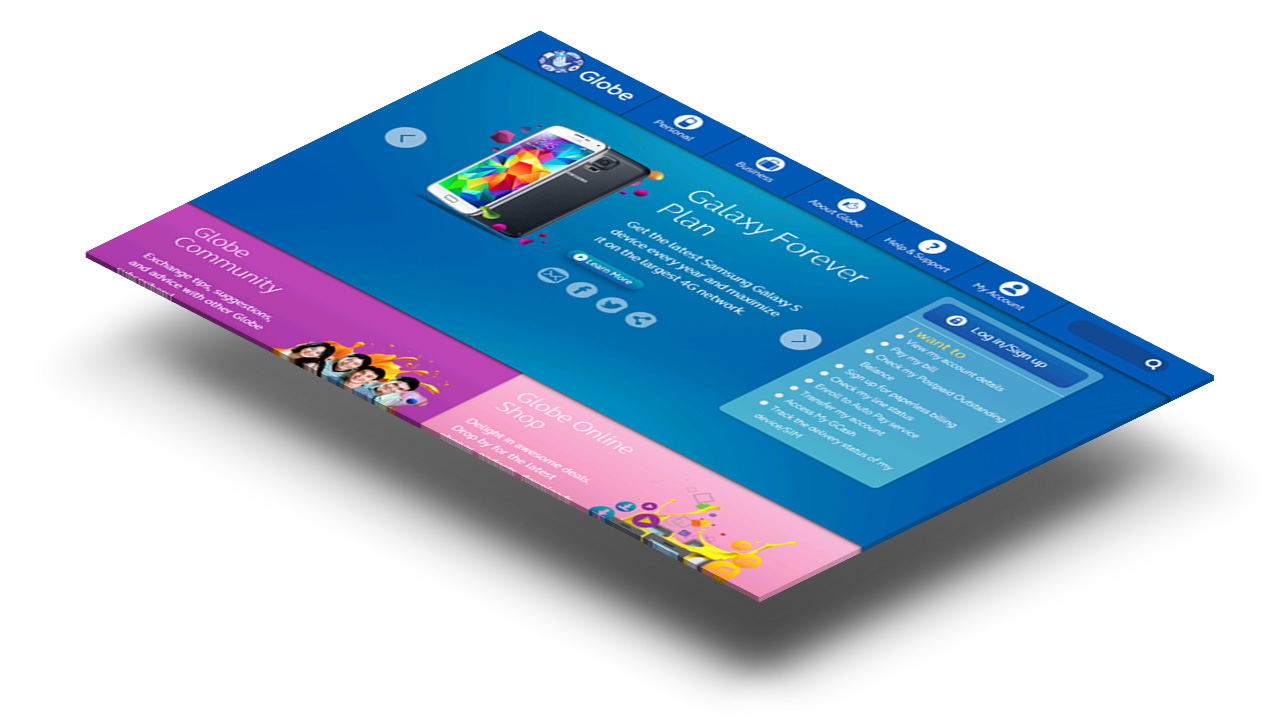 Globe
Personal
Business
About Globe
Help & Support
My Account
SAMSUNG
Galaxy Forever
Plan
Get the latest Samsung Galaxy S
device every year and maximize
it on the largest 4G network.
Learn More
Log in/Sign up
I want to
View my account details
Pay my bill
Check my Postpaid Outstanding
Balance
Sign up for paperless billing
Check my line status
Enroll to Auto Pay service
Transfer my account
Access My GCash
Track the delivery status of my
device/SIM
Globe
Community
Exchange tips, suggestions,
and advice with other Globe
Globe Online
Shop
Delight in awesome deals.
Drop by for the latest